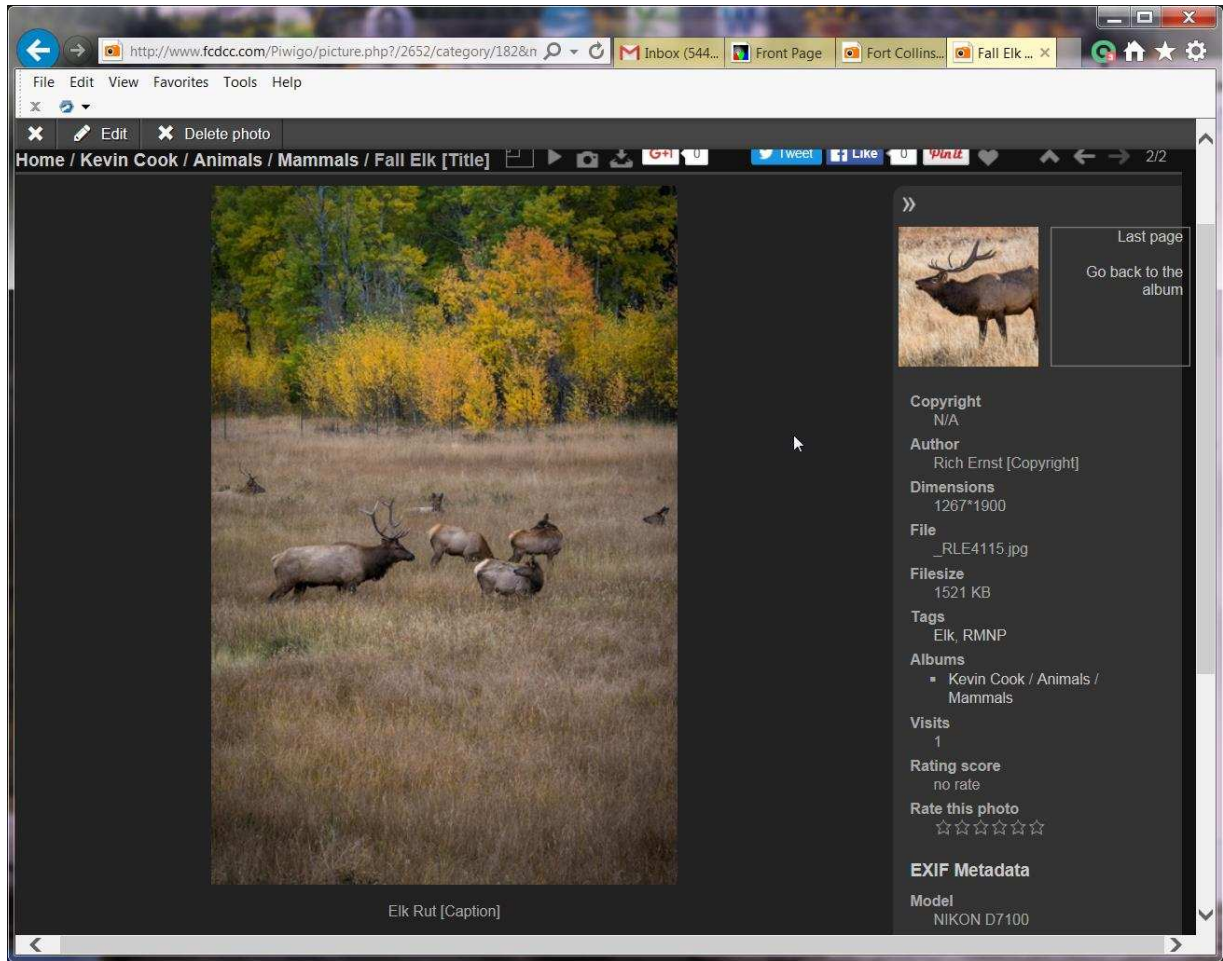 http://www.fcdcc.com/Piwigo/picture.php?/2652/category/182&n
Inbox (544...
Front Page
Fort Collins...
Fall Elk ...
File Edit View Favorites Tools Help
x
Edit Delete photo
Home / Kevin Cook / Animals / Mammals / Fall Elk [Title] G+1 0 Tweet Like 0 Pin it 2/2
»
Last page
Go back to the
album
Copyright
N/A
Author
Rich Ernst [Copyright]
Dimensions
1267*1900
File
_RLE4115.jpg
Filesize
1521 KB
Tags
Elk, RMNP
Albums
Kevin Cook / Animals /
Mammals
Visits
1
Rating score
no rate
Rate this photo
EXIF Metadata
Model
NIKON D7100
Elk Rut [Caption]